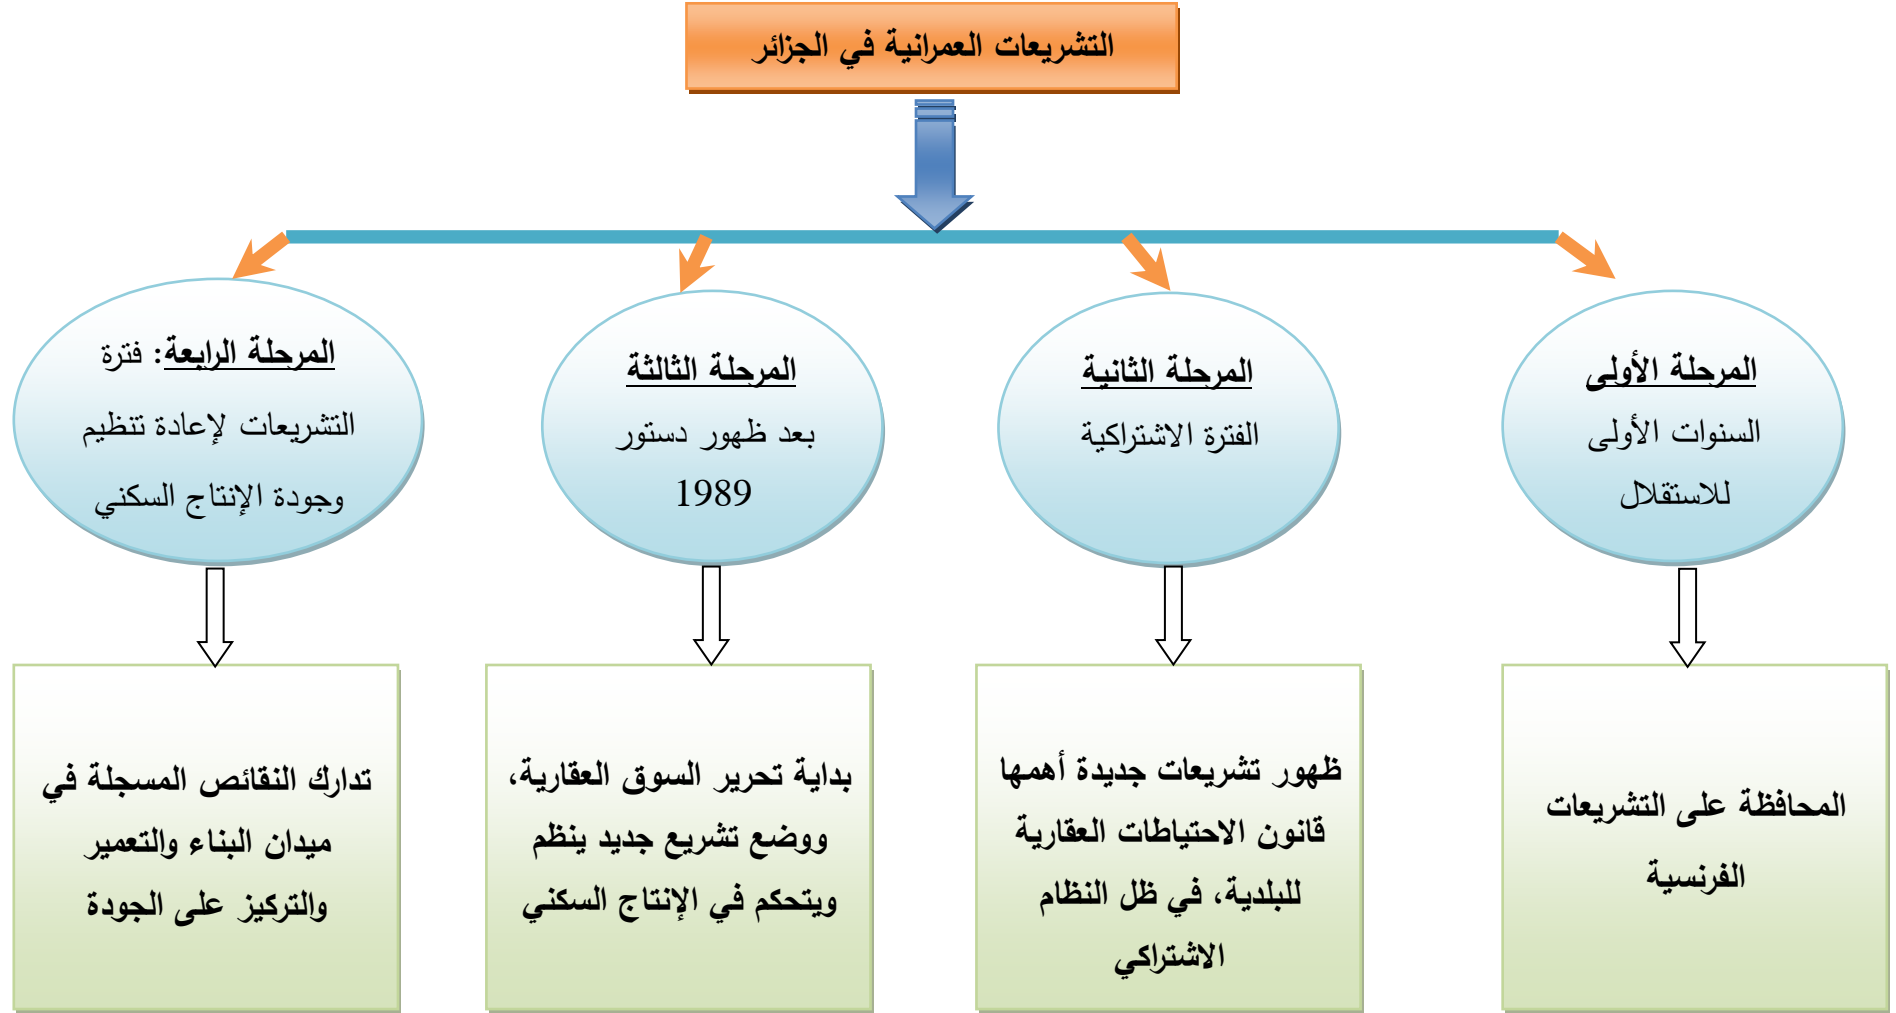 التشريعات العمرانية في الجزائر
المرحلة الأولى
السنوات الأولى
للاستقلال
المرحلة الثانية
الفترة الاشتراكية
المرحلة الثالثة
بعد ظهور دستور
1989
المرحلة الرابعة: فترة
التشريعات لإعادة تنظيم
وجودة الإنتاج السكني
المحافظة على التشريعات
الفرنسية
ظهور تشريعات جديدة أهمها
قانون الاحتياطات العقارية
للبلدية، في ظل النظام
الاشتراكي
بداية تحرير السوق العقارية،
ووضع تشريع جديد ينظم
ويتحكم في الإنتاج السكني
تدارك النقائص المسجلة في
ميدان البناء والتعمير
والتركيز على الجودة